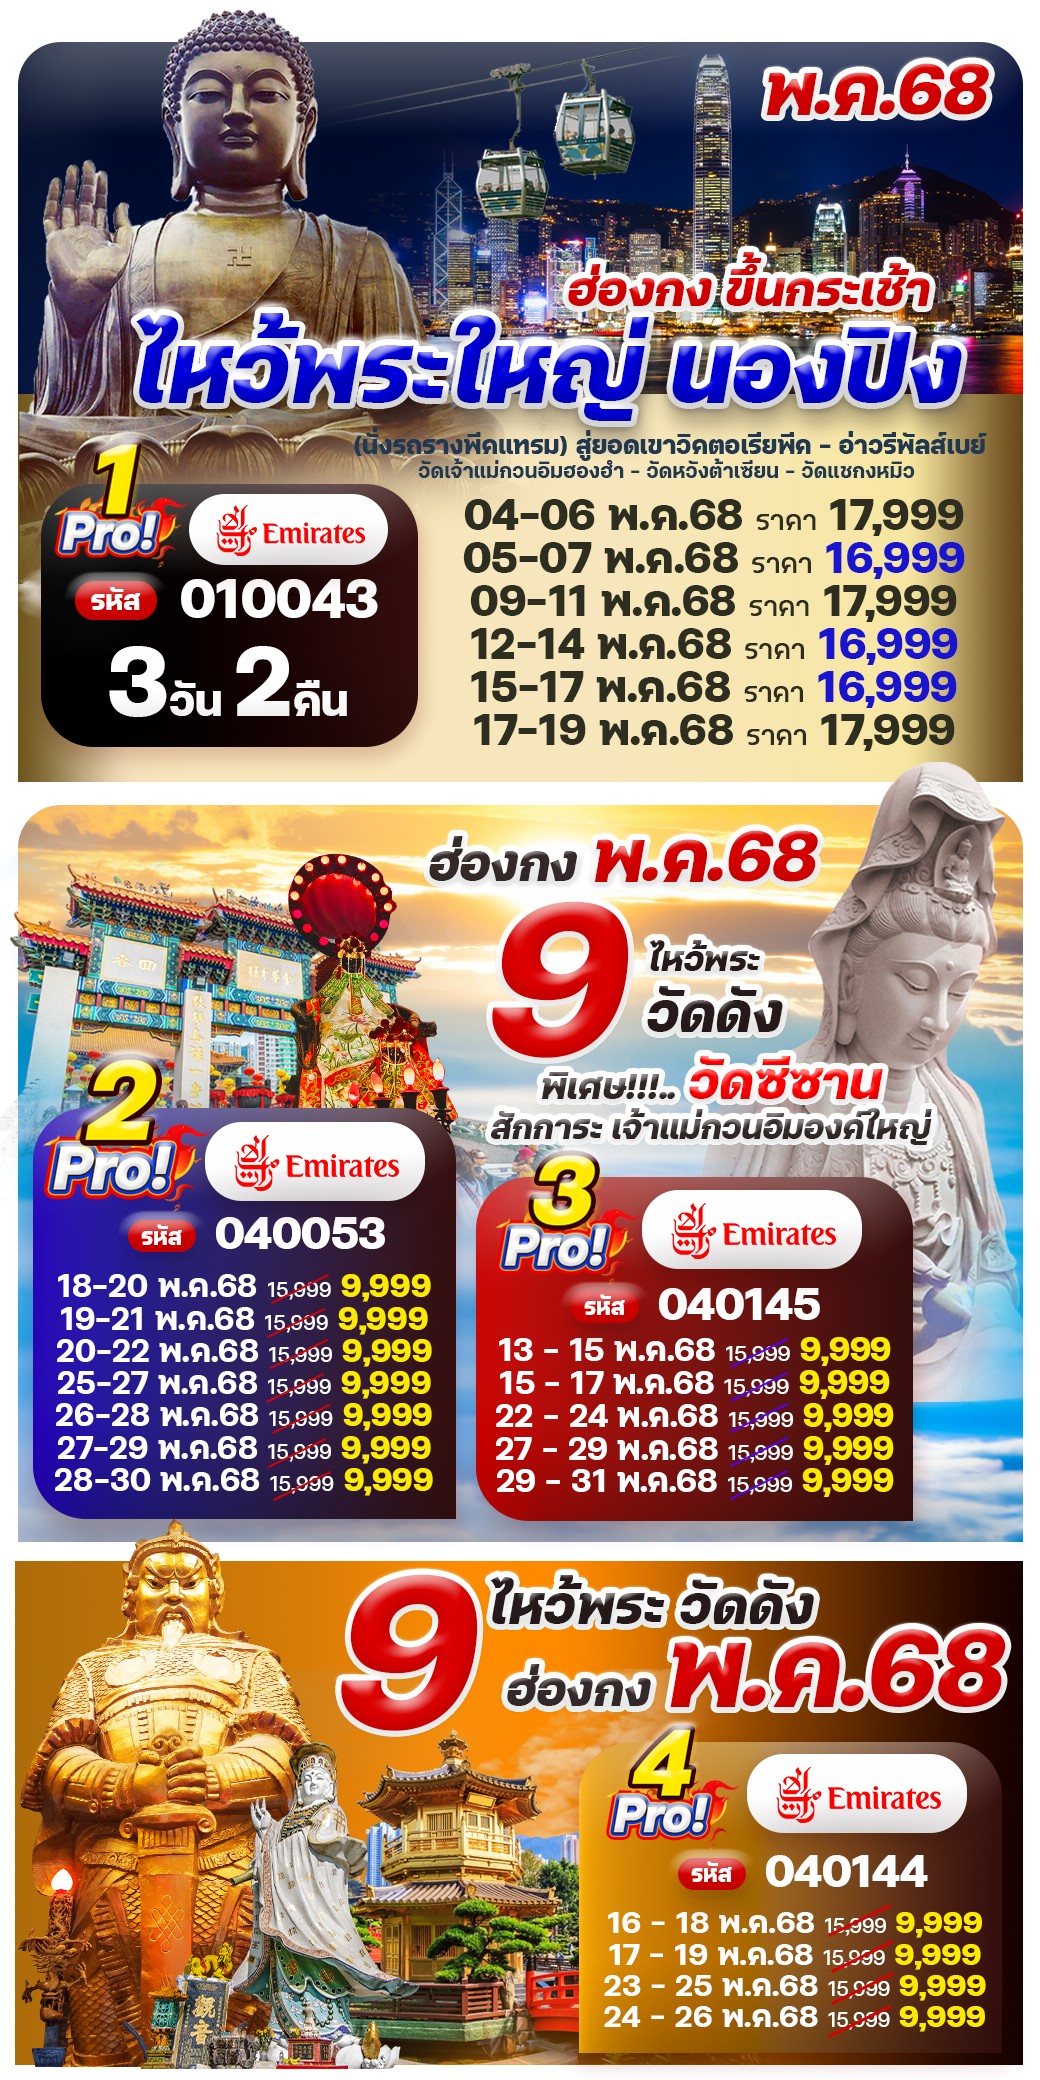 พ.ค.68
ฮ่องกง ขึ้นกระเช้า
ไหว้พระใหญ่ นองปิง
(นั่งรถรางพีคแทรม) สู่ยอดเขาวิคตอเรียพีค - อ่าวรีพัลส์เบย์
วัดเจ้าแม่กวนอิมฮองฮำ - วัดหวังต้าเซียน - วัดแชกงหมิว
1
Pro!
Emirates
รหัส 010043
3วัน 2คืน
04-06 พ.ค.68 ราคา 17,999
05-07 พ.ค.68 ราคา 16,999
09-11 พ.ค.68 ราคา 17,999
12-14 พ.ค.68 ราคา 16,999
15-17 พ.ค.68 ราคา 16,999
17-19 พ.ค.68 ราคา 17,999
ฮ่องกง พ.ค.68
9 ไหว้พระ
วัดดัง
พิเศษ!!!.. วัดซีซาน
สักการะ เจ้าแม่กวนอิมองค์ใหญ่
2
Pro!
Emirates
รหัส 040053
18-20 พ.ค.68 15,999 9,999
19-21 พ.ค.68 15,999 9,999
20-22 พ.ค.68 15,999 9,999
25-27 พ.ค.68 15,999 9,999
26-28 พ.ค.68 15,999 9,999
27-29 พ.ค.68 15,999 9,999
28-30 พ.ค.68 15,999 9,999
3
Pro!
Emirates
รหัส 040145
13 - 15 พ.ค.68 15,999 9,999
15 - 17 พ.ค.68 15,999 9,999
22 - 24 พ.ค.68 15,999 9,999
27 - 29 พ.ค.68 15,999 9,999
29 - 31 พ.ค.68 15,999 9,999
9 ไหว้พระ วัดดัง
ฮ่องกง พ.ค.68
4
Pro!
Emirates
รหัส 040144
16 - 18 พ.ค.68 15,999 9,999
17 - 19 พ.ค.68 15,999 9,999
23 - 25 พ.ค.68 15,999 9,999
24 - 26 พ.ค.68 15,999 9,999